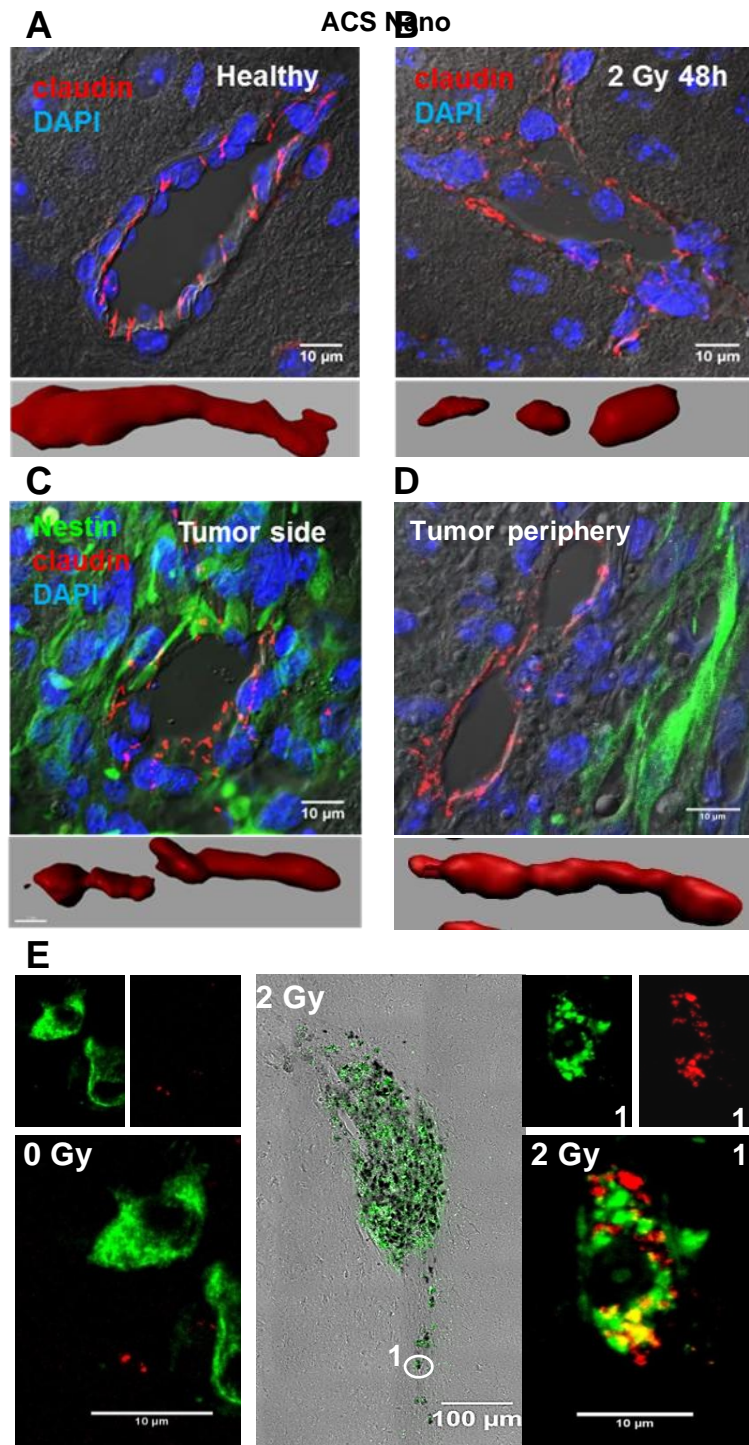 ACS Nano
A
B
claudin
DAPI
Healthy
10 µm
claudin
DAPI
2 Gy 48h
10 µm
C
D
Nestin
claudin
DAPI
Tumor side
10 µm
Tumor periphery
10 µm
E
2 Gy
1
1
0 Gy
2 Gy
1
1
10 µm
100 µm
10 µm